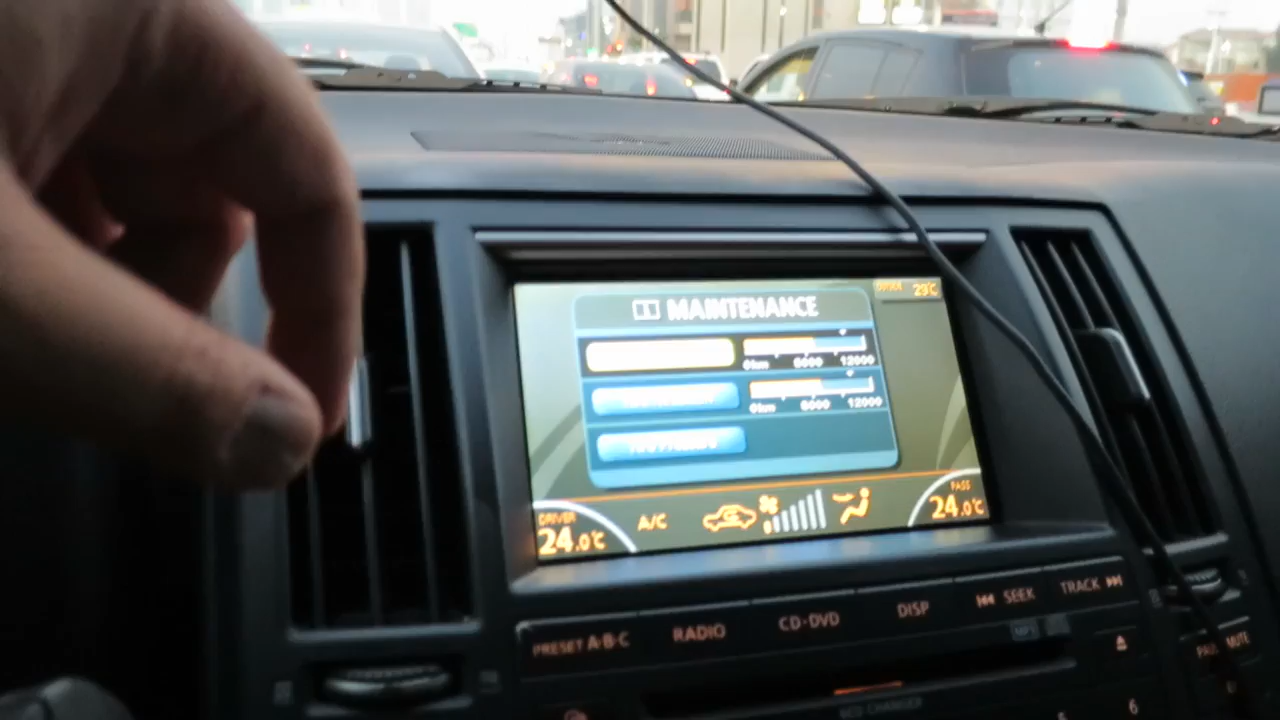 MAINTENANCE
OUTSIDE 29°C
0km 6000 12000
0km 6000 12000
DRIVER
24.0°C
A/C
PASS
24.0°C
PRESET A·B·C
RADIO
CD·DVD
DISP
SEEK
TRACK
MUTE
6